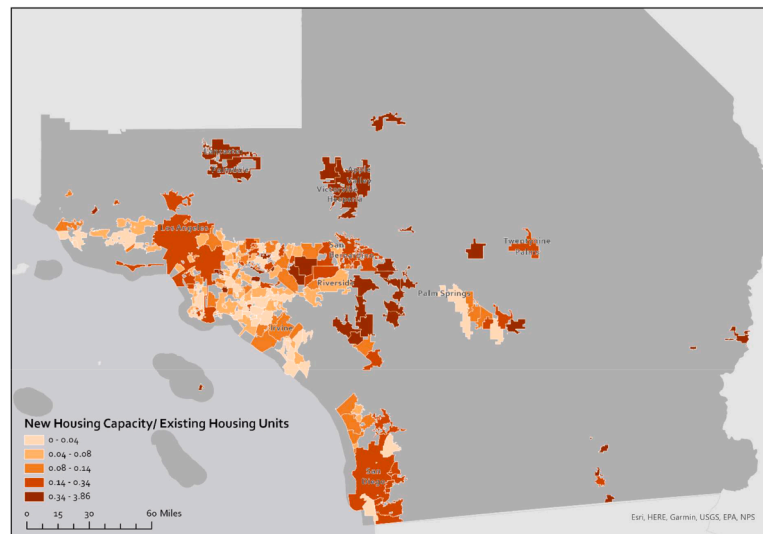 Victorville
Hesperia
Los Angeles
San
Bernardino
Twentynine
Palms
Riverside
Palm Springs
Irvine
San
Diego
New Housing Capacity/ Existing Housing Units
0 - 0.04
0.04 - 0.08
0.08 - 0.14
0.14 - 0.34
0.34 - 3.86
0 15 30 60 Miles
Esri, HERE, Garmin, USGS, EPA, NPS